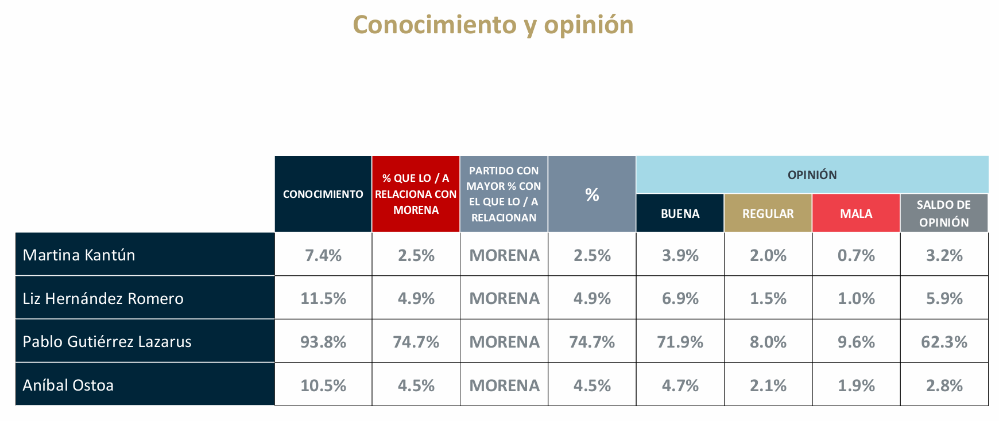 Conocimiento y opinión
CONOCIMIENTO
% QUE LO / A
RELACIONA CON
MORENA
PARTIDO CON
MAYOR % CON
EL QUE LO / A
RELACIONAN
%
OPINIÓN
BUENA
REGULAR
MALA
SALDO DE
OPINIÓN
Martina Kantún 7.4% 2.5% MORENA 2.5% 3.9% 2.0% 0.7% 3.2%
Liz Hernández Romero 11.5% 4.9% MORENA 4.9% 6.9% 1.5% 1.0% 5.9%
Pablo Gutiérrez Lazarus 93.8% 74.7% MORENA 74.7% 71.9% 8.0% 9.6% 62.3%
Aníbal Ostoa 10.5% 4.5% MORENA 4.5% 4.7% 2.1% 1.9% 2.8%